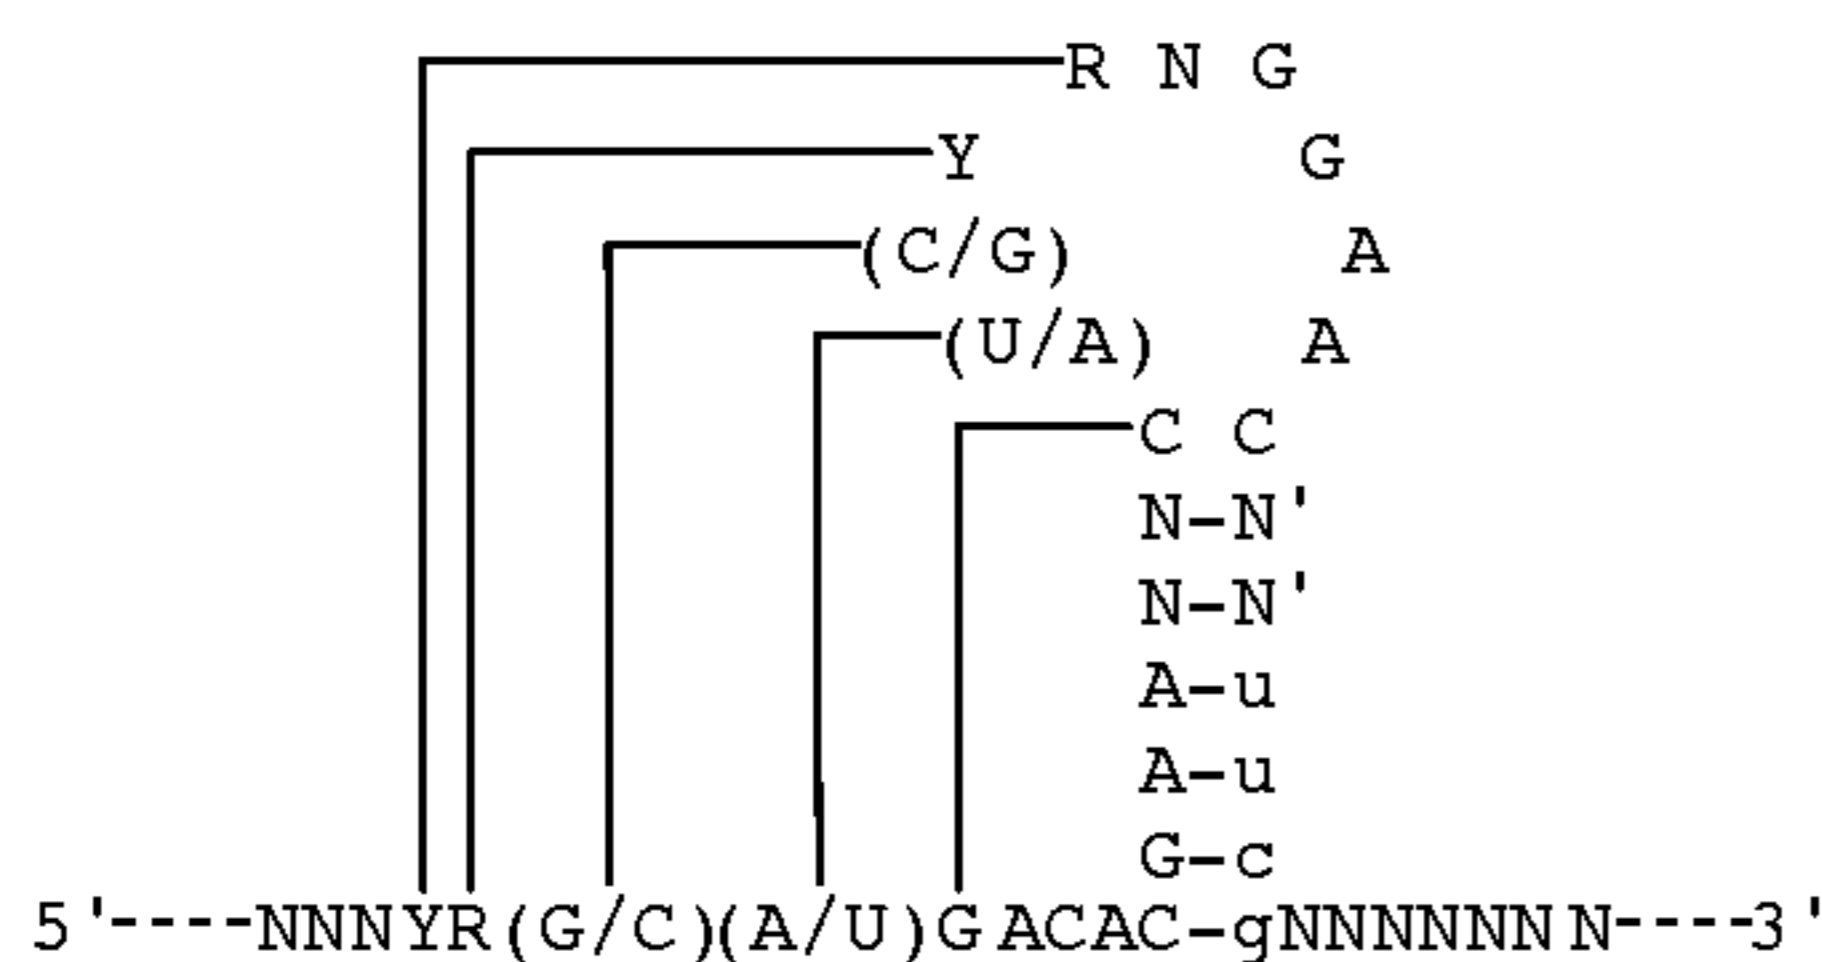 R N G
Y G
(C/G) A
(U/A) A
C C
N-N'
N-N'
A-u
A-u
G-c
5'----NNNYR(G/C)(A/U)GACAC-gNNNNNNN----3'